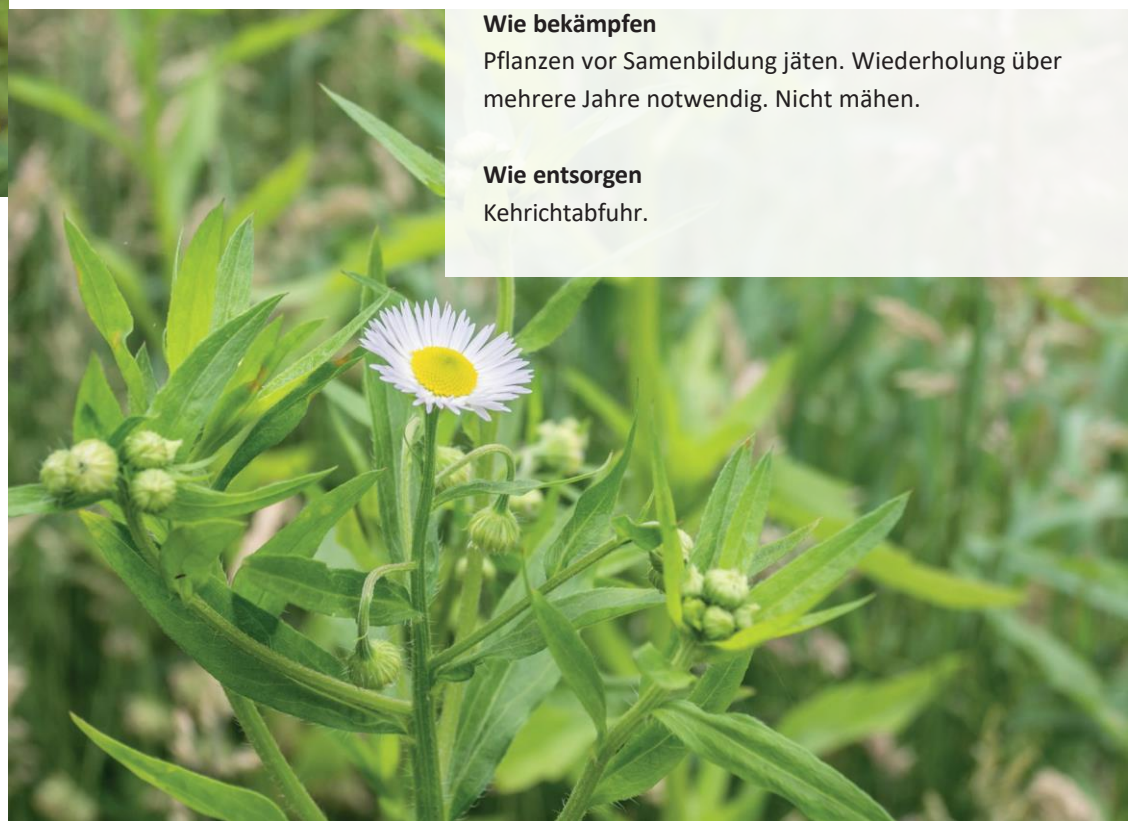 Wie bekämpfen
Pflanzen vor Samenbildung jäten. Wiederholung über
mehrere Jahre notwendig. Nicht mähen.
Wie entsorgen
Kehrichtabfuhr.